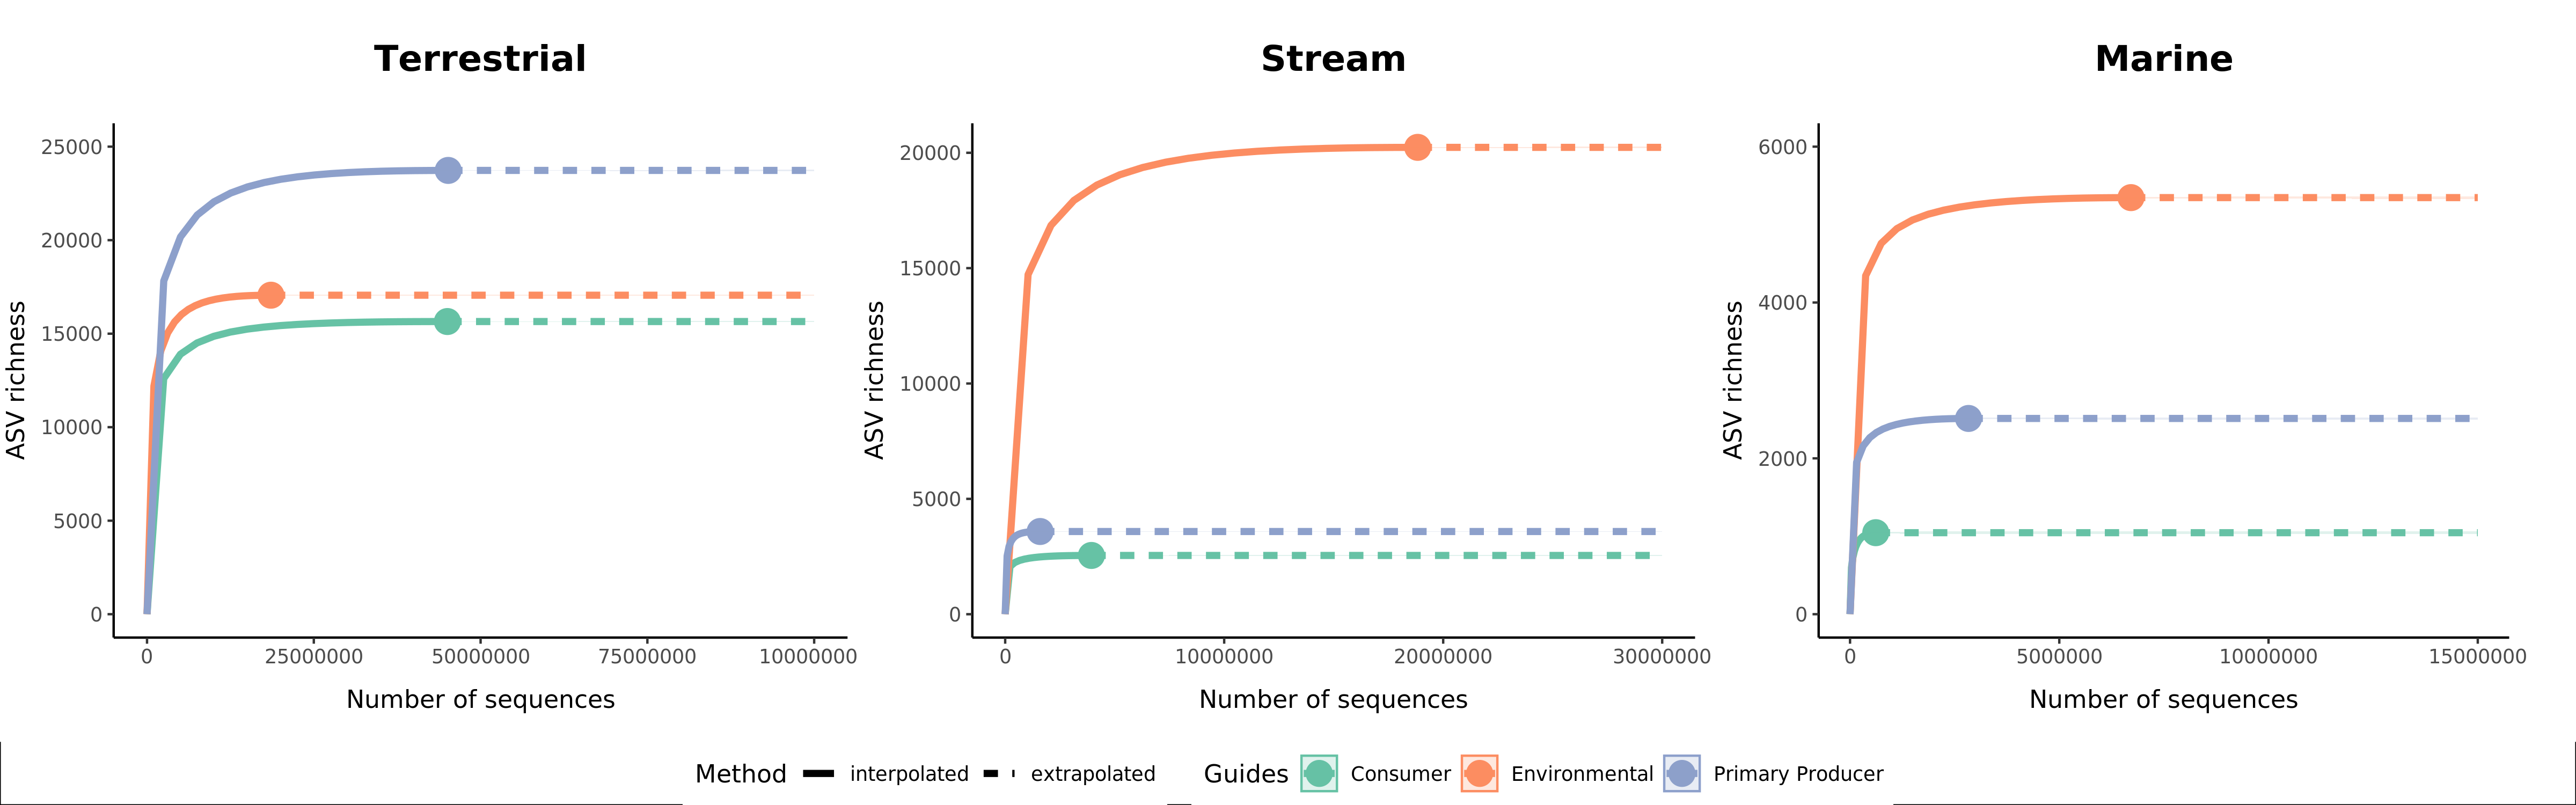 Terrestrial
Stream
Marine
ASV richness
25000
20000
15000
10000
5000
0
0 25000000 50000000 75000000 10000000
Number of sequences
ASV richness
20000
15000
10000
5000
0
0 10000000 20000000 30000000
Number of sequences
ASV richness
6000
4000
2000
0
0 5000000 10000000 15000000
Number of sequences
Method interpolated extrapolated Guides Consumer Environmental Primary Producer